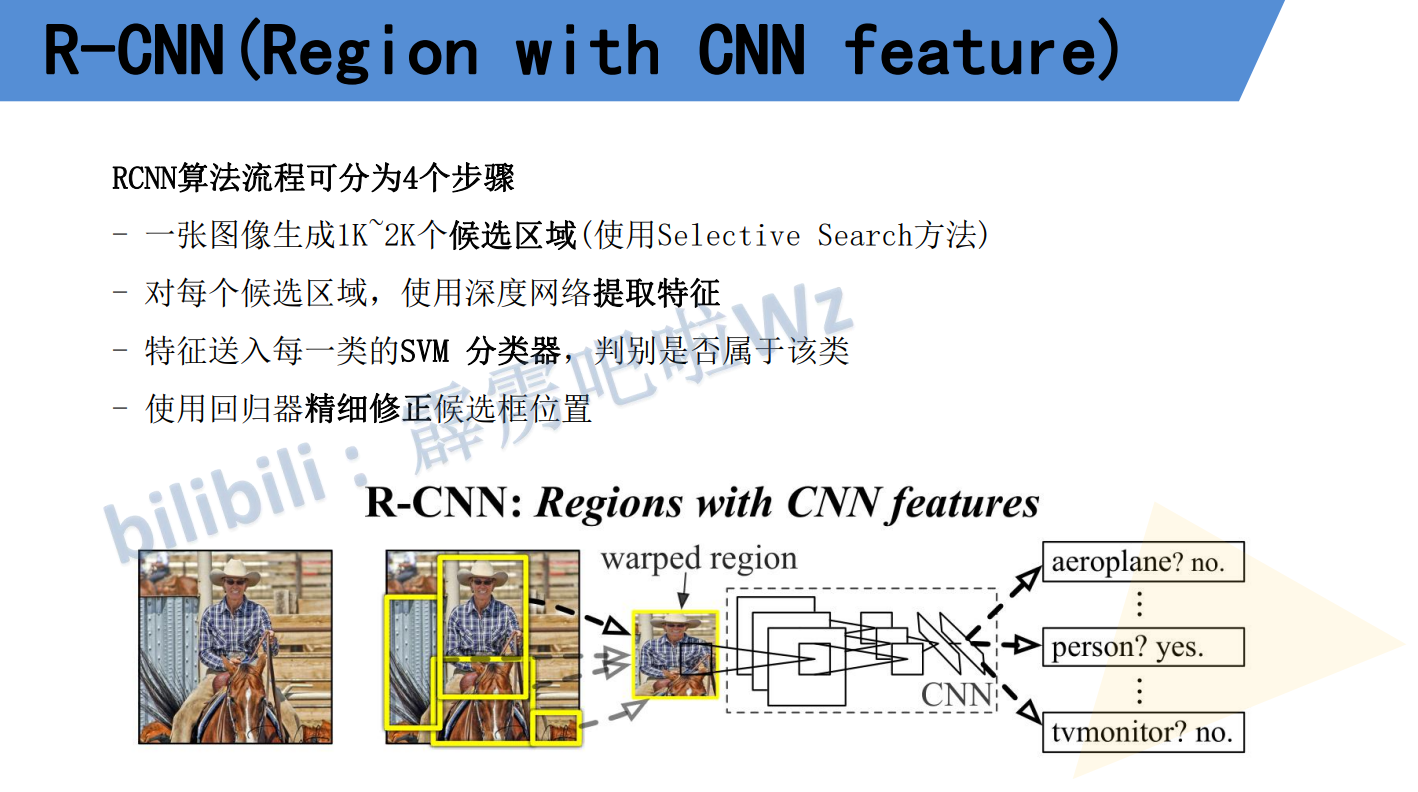 R-CNN(Region with CNN feature)
RCNN算法流程可分为4个步骤
- 一张图像生成1K~2K个候选区域(使用Selective Search方法)
- 对每个候选区域，使用深度网络提取特征
- 特征送入每一类的SVM 分类器，判别是否属于该类
- 使用回归器精细修正候选框位置
bilibili：霹雳吧啦Wz
R-CNN: Regions with CNN features
warped region
CNN
aeroplane? no.
⋮
person? yes.
⋮
tvmonitor? no.